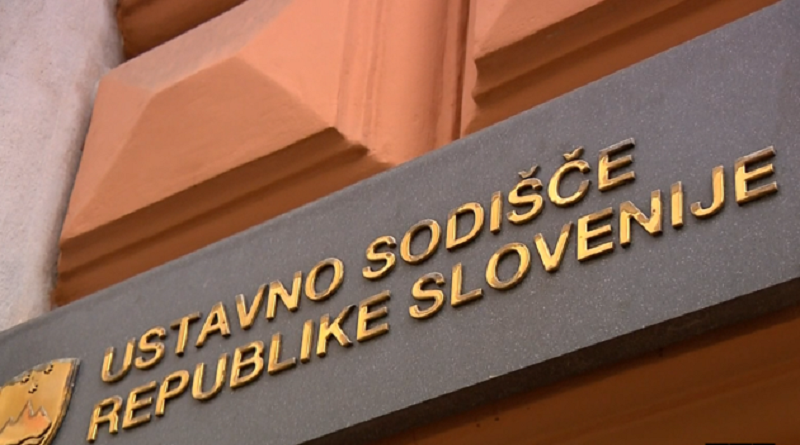 USTAVNO SODIŠČE
REPUBLIKE SLOVENIJE